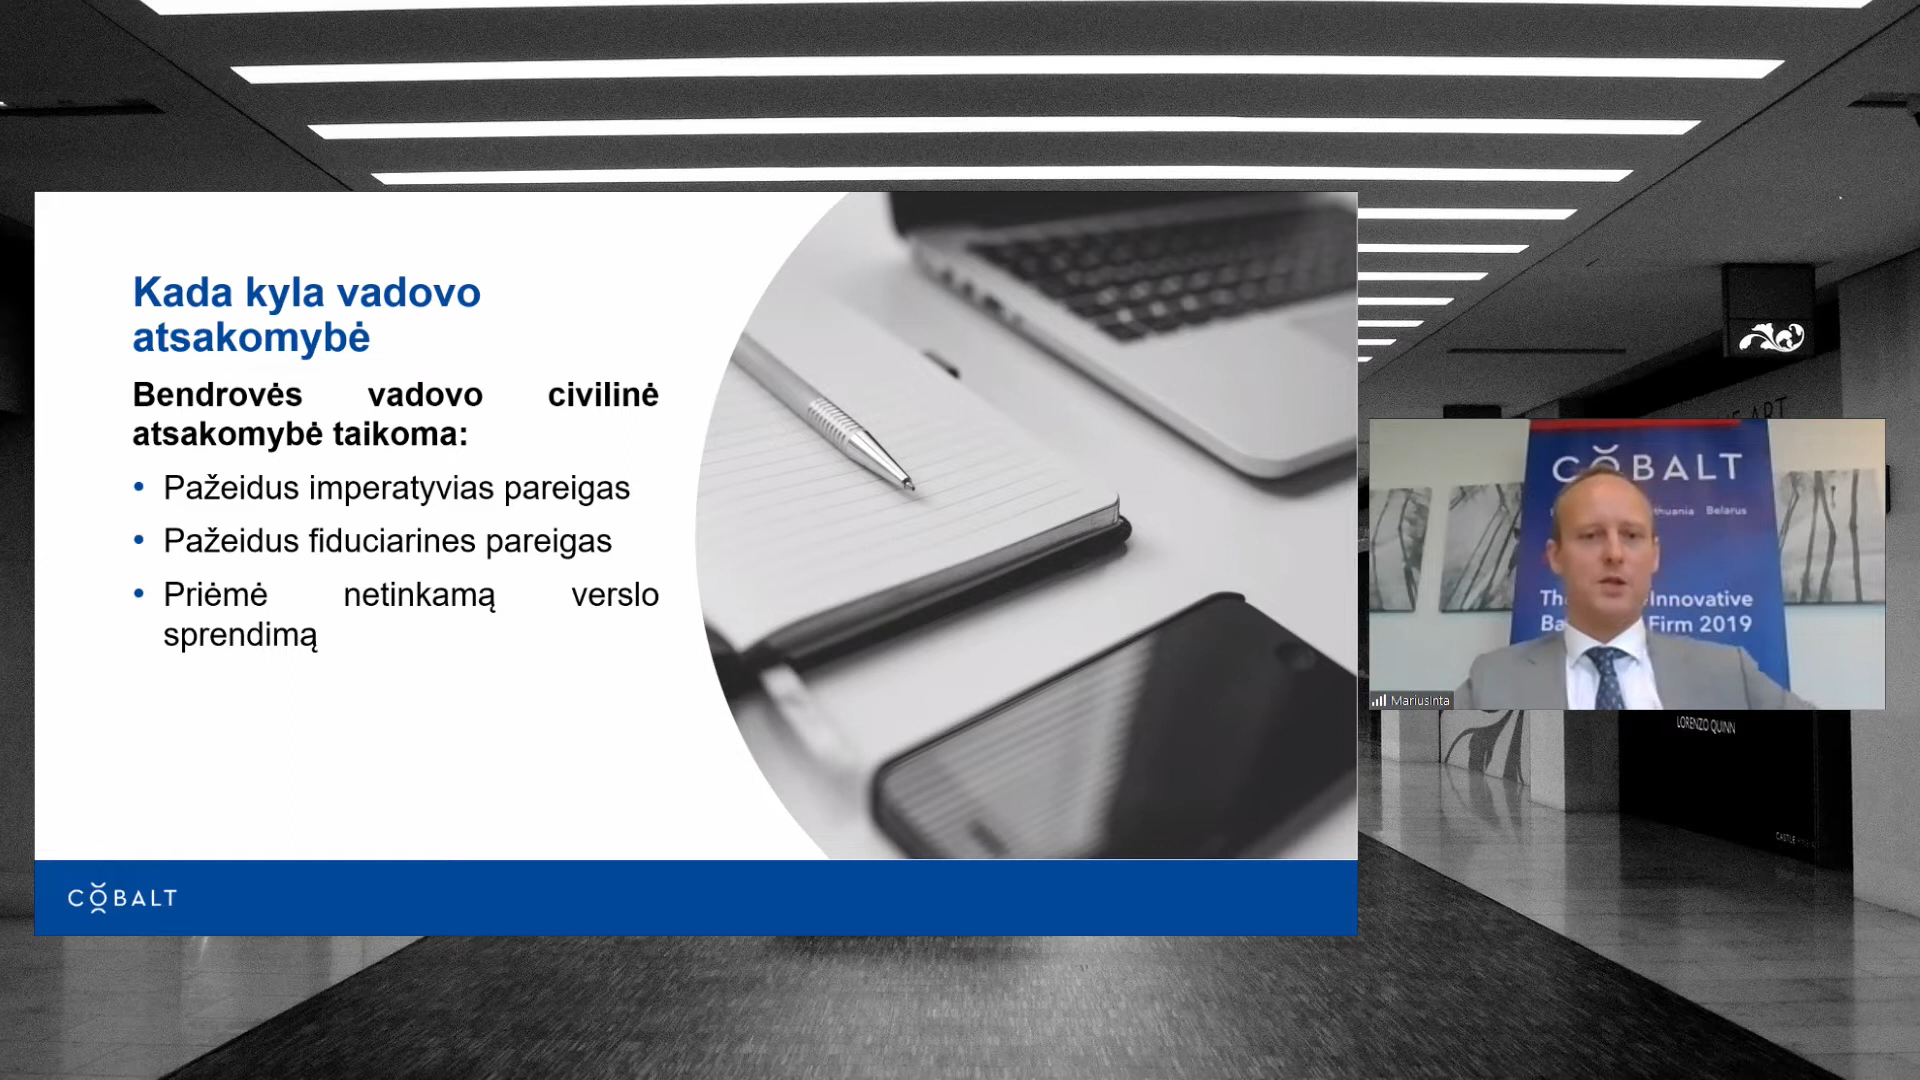 Kada kyla vadovo
atsakomybė
Bendrovės vadovo civilinė
atsakomybė taikoma:
• Pažeidus imperatyvias pareigas
• Pažeidus fiduciarines pareigas
• Priėmė netinkamą verslo
sprendimą
COBALT
COBALT
Belarus
Innovative
Firm 2019
MariusInta
LORENZO QUINN